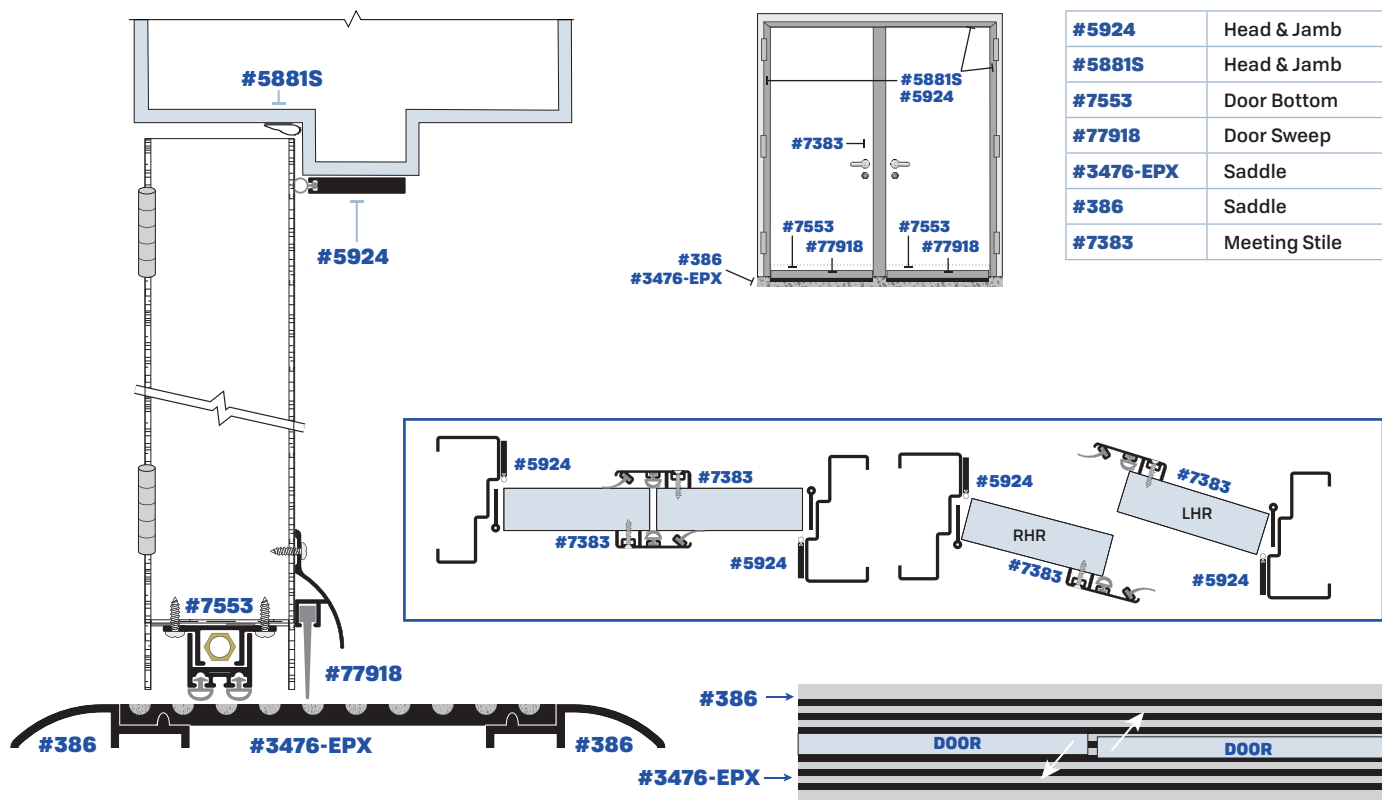 #5881S
#5924
#7553
#77918
#386
#3476-EPX
#386
#5881S
#5924
#7383
#7553
#77918
#7553
#77918
#386
#3476-EPX
#5924 Head & Jamb
#5881S Head & Jamb
#7553 Door Bottom
#77918 Door Sweep
#3476-EPX Saddle
#386 Saddle
#7383 Meeting Stile
#5924
#7383
#7383
#5924
#5924
RHR
#7383
#7383
LHR
#5924
#386
DOOR
DOOR
#3476-EPX